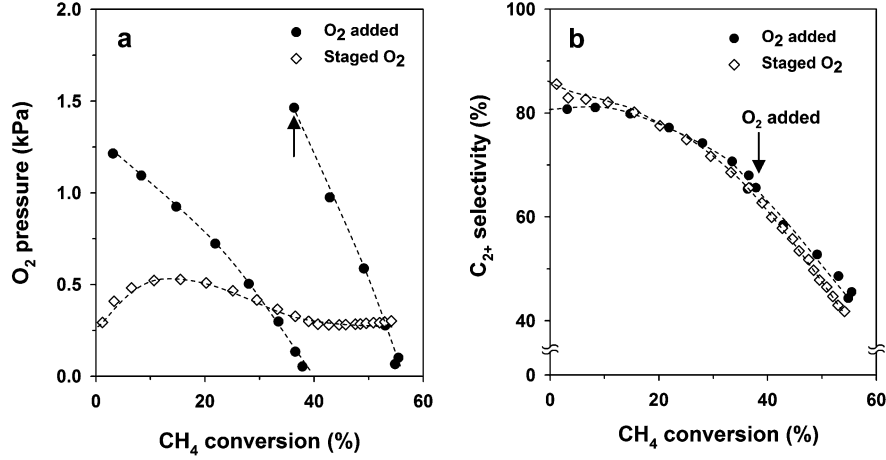 a
O2 added
Staged O2
2.0
1.5
1.0
0.5
0.0
O2 pressure (kPa)
0 20 40 60
CH4 conversion (%)
b
O2 added
Staged O2
O2 added
100
80
60
40
0
C2+ selectivity (%)
0 20 40 60
CH4 conversion (%)